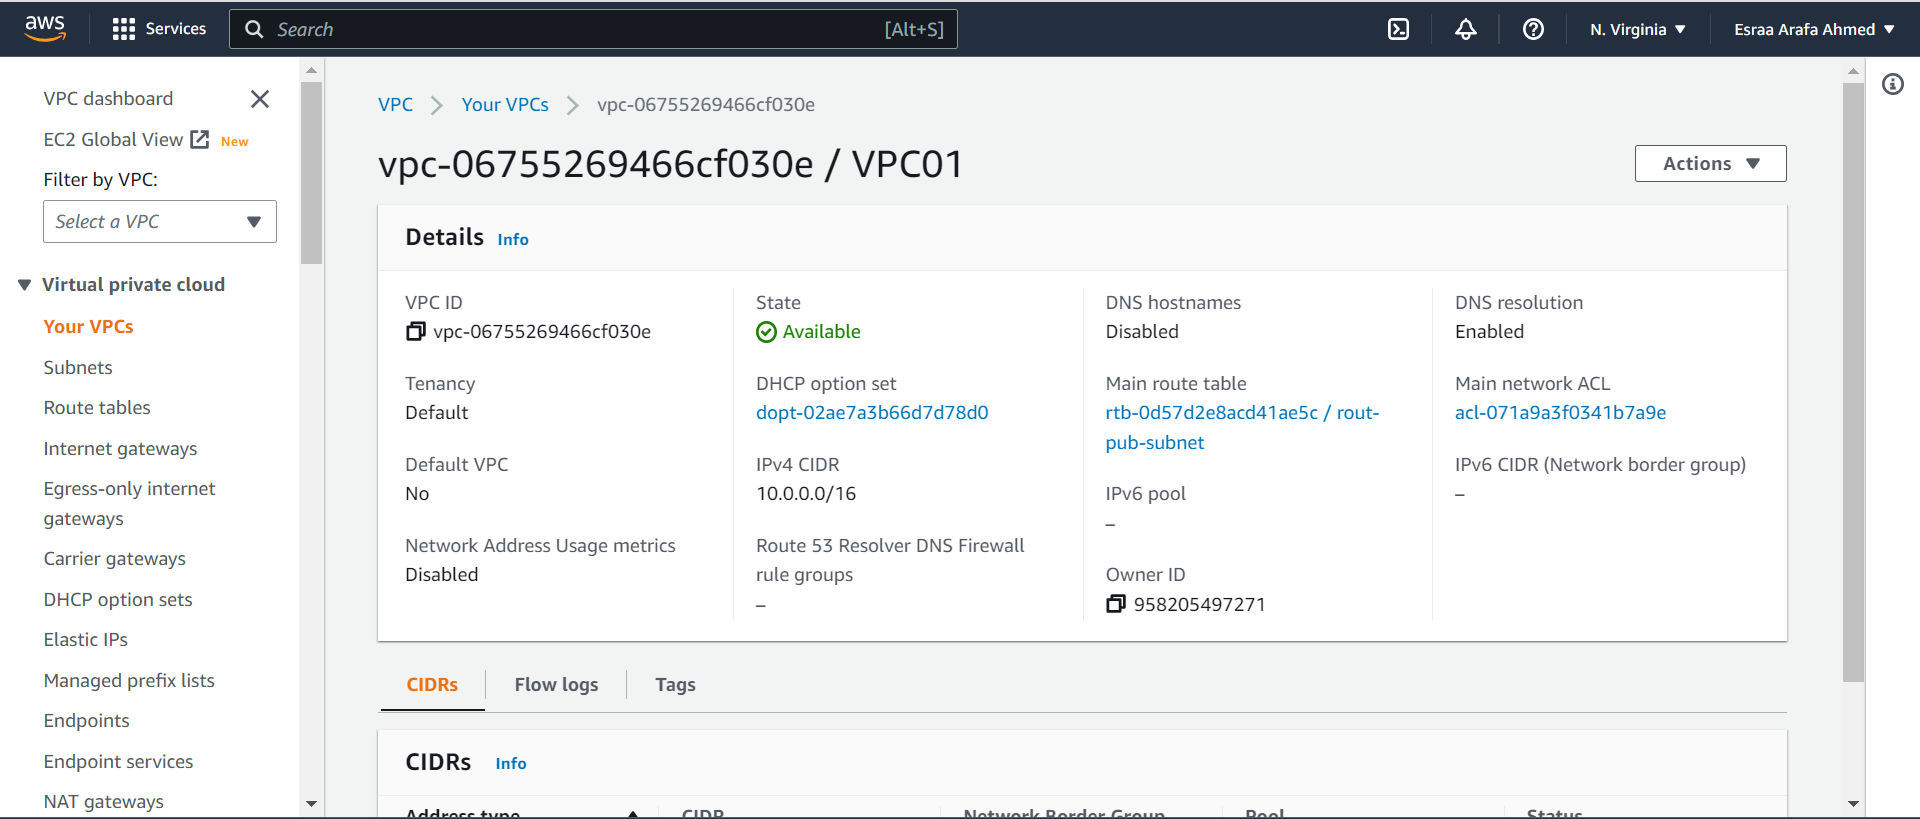 aws
Services
Search
[Alt+S]
N. Virginia
Esraa Arafa Ahmed
VPC dashboard
EC2 Global View New
Filter by VPC:
Select a VPC
Virtual private cloud
Your VPCs
Subnets
Route tables
Internet gateways
Egress-only internet
gateways
Carrier gateways
DHCP option sets
Elastic IPs
Managed prefix lists
Endpoints
Endpoint services
NAT gateways
VPC > Your VPCs > vpc-06755269466cf030e
vpc-06755269466cf030e / VPC01
Actions
Details Info
VPC ID
vpc-06755269466cf030e
Tenancy
Default
Default VPC
No
Network Address Usage metrics
Disabled
State
Available
DHCP option set
dopt-02ae7a3b66d7d78d0
IPv4 CIDR
10.0.0.0/16
Route 53 Resolver DNS Firewall
rule groups
–
DNS hostnames
Disabled
Main route table
rtb-0d57d2e8acd41ae5c / rout-
pub-subnet
IPv6 pool
–
Owner ID
958205497271
DNS resolution
Enabled
Main network ACL
acl-071a9a3f0341b7a9e
IPv6 CIDR (Network border group)
–
CIDRs
Flow logs
Tags
CIDRs Info
Address type
CIDR
Network Border Group
Pool
Status